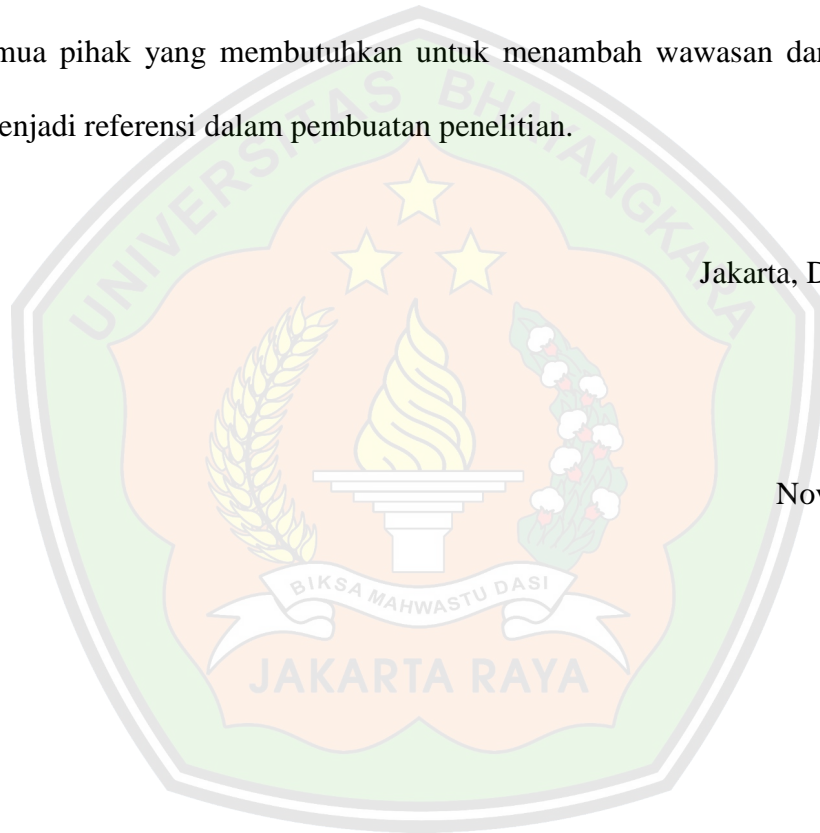 mua pihak yang membutuhkan untuk menambah wawasan dan
enjadi referensi dalam pembuatan penelitian.
UNIVERSITAS BHAYANGKARA
Jakarta, D
Nov
BIKSA MAHWASTU DASI
JAKARTA RAYA